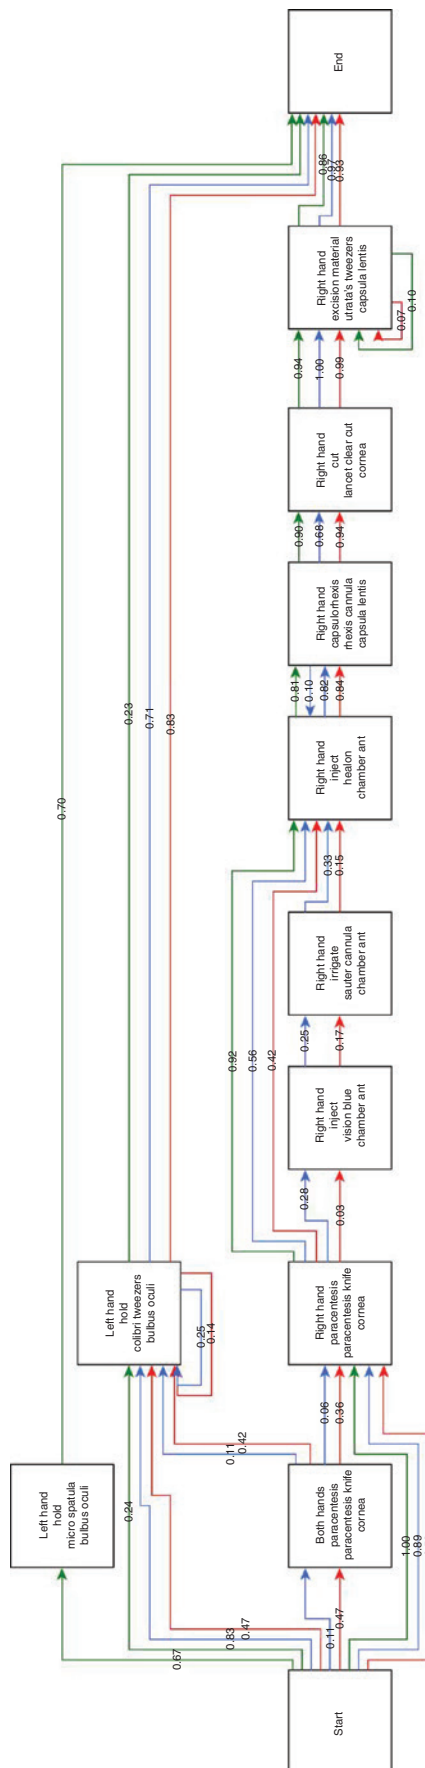 End
0.86
0.97
0.93
Right hand
excision material
utrata's tweezers
capsula lentis
0.10
0.07
0.94
1.00
0.99
Right hand
cut
lancet clear cut
cornea
0.90
0.68
0.94
Right hand
capsulorhexis
rhexis cannula
capsula lentis
0.70
0.23
0.71
0.83
0.81
0.10
0.82
0.84
Right hand
inject
healon
chamber ant
0.33
0.15
Right hand
irrigate
sauter cannula
chamber ant
0.92
0.56
0.42
0.25
0.17
Right hand
inject
vision blue
chamber ant
0.28
0.03
Left hand
hold
colibri tweezers
bulbus oculi
0.25
0.14
Right hand
paracentesis
paracentesis knife
cornea
0.11
0.42
0.06
0.36
Left hand
hold
micro spatula
bulbus oculi
0.24
Both hands
paracentesis
paracentesis knife
cornea
1.00
0.89
0.67
0.83
0.47
0.11
0.47
Start